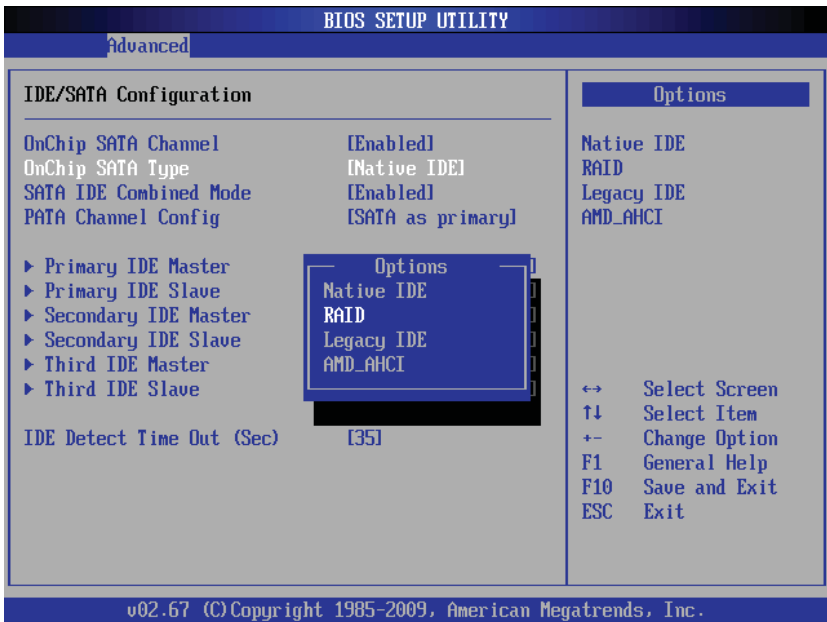 BIOS SETUP UTILITY
Advanced
IDE/SATA Configuration
OnChip SATA Channel [Enabled]
OnChip SATA Type [Native IDE]
SATA IDE Combined Mode [Enabled]
PATA Channel Config [SATA as primary]
▶ Primary IDE Master ]
▶ Primary IDE Slave ]
▶ Secondary IDE Master ]
▶ Secondary IDE Slave ]
▶ Third IDE Master ]
▶ Third IDE Slave ]
IDE Detect Time Out (Sec) [35]
Options
Native IDE
RAID
Legacy IDE
AMD_AHCI
Options
Native IDE
RAID
Legacy IDE
AMD_AHCI
↔ Select Screen
↑↓ Select Item
+- Change Option
F1 General Help
F10 Save and Exit
ESC Exit
v02.67 (C)Copyright 1985-2009, American Megatrends, Inc.